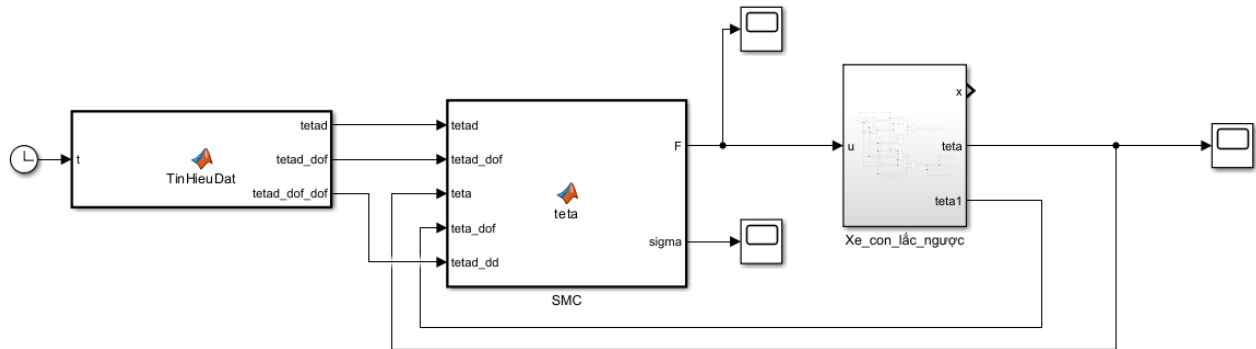 t
TinHieuDat
tetad
tetad_dof
tetad_dof_dof
tetad
tetad_dof
teta
teta_dof
tetad_dd
teta
F
sigma
SMC
u
x
teta
teta1
Xe_con_lắc_ngược